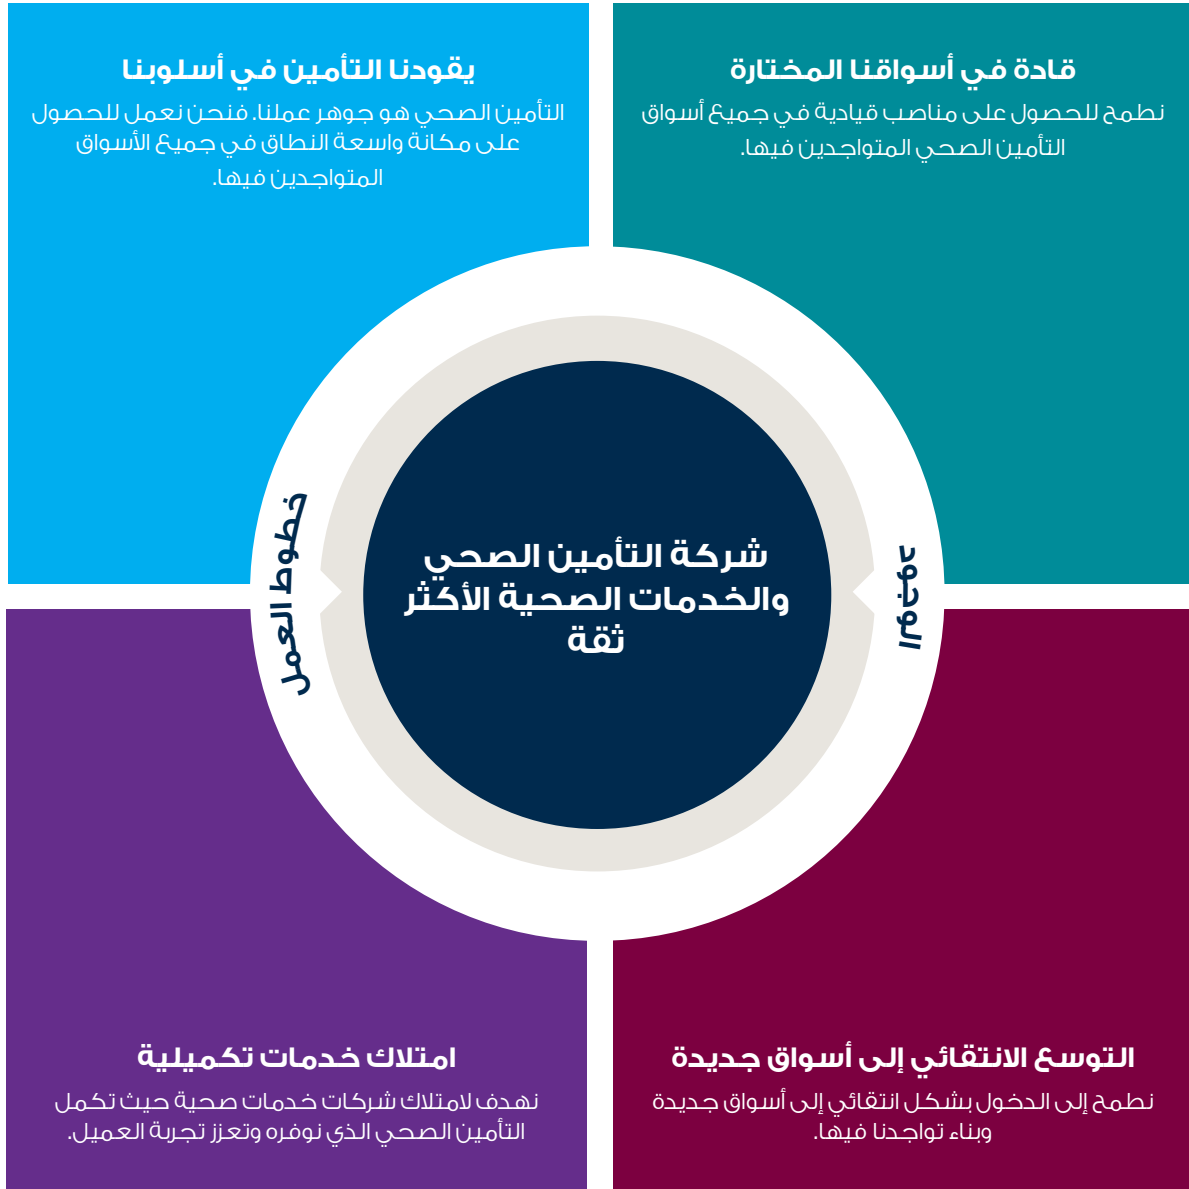 قادة في أسواقنا المختارة
نطمح للحصول على مناصب قيادية في جميع أسواق
التأمين الصحي المتواجدين فيها.
يقودنا التأمين في أسلوبنا
التأمين الصحي هو جوهر عملنا. فنحن نعمل للحصول
على مكانة واسعة النطاق في جميع الأسواق
المتواجدين فيها.
الوجود
شركة التأمين الصحي
والخدمات الصحية الأكثر
ثقة
خطوط العمل
التوسع الانتقائي إلى أسواق جديدة
نطمح إلى الدخول بشكل انتقائي إلى أسواق جديدة
وبناء تواجدنا فيها.
امتلاك خدمات تكميلية
نهدف لامتلاك شركات خدمات صحية حيث تكمل
التأمين الصحي الذي نوفره وتعزز تجربة العميل.